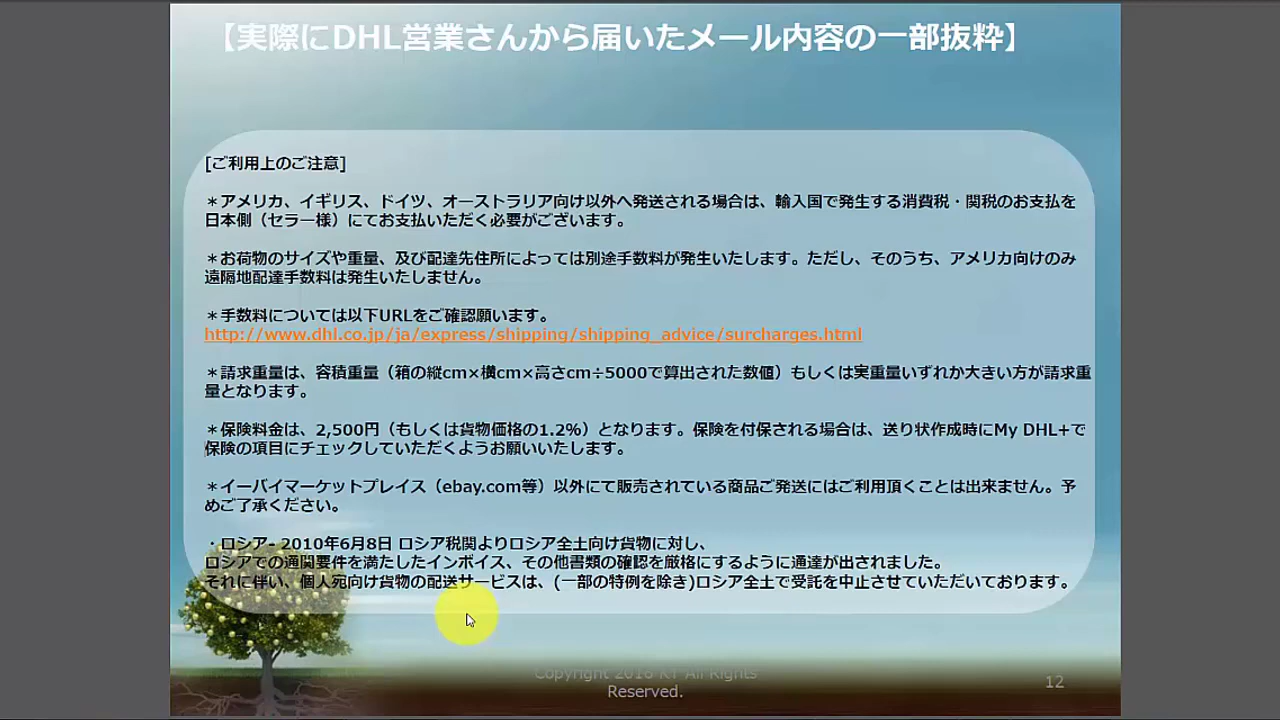 【実際にDHL営業さんから届いたメール内容の一部抜粋】
[ご利用上のご注意]
＊アメリカ、イギリス、ドイツ、オーストラリア向け以外へ発送される場合は、輸入国で発生する消費税・関税のお支払を
日本側（セラー様）にてお支払いただく必要がございます。
＊お荷物のサイズや重量、及び配達先住所によっては別途手数料が発生いたします。ただし、そのうち、アメリカ向けのみ
遠隔地配達手数料は発生いたしません。
＊手数料については以下URLをご確認願います。
http://www.dhl.co.jp/ja/express/shipping/shipping_advice/surcharges.html
＊請求重量は、容積重量（箱の縦cm×横cm×高さcm÷5000で算出された数値）もしくは実重量いずれか大きい方が請求重
量となります。
＊保険料金は、2,500円（もしくは貨物価格の1.2%）となります。保険を付保される場合は、送り状作成時にMy DHL+で
保険の項目にチェックしていただくようお願いいたします。
＊イーバイマーケットプレイス（ebay.com等）以外にて販売されている商品ご発送にはご利用頂くことは出来ません。予
めご了承ください。
・ロシア- 2010年6月8日 ロシア税関よりロシア全土向け貨物に対し、
ロシアでの通関要件を満たしたインボイス、その他書類の確認を厳格にするように通達が出されました。
それに伴い、個人宛向け貨物の配送サービスは、(一部の特例を除き)ロシア全土で受託を中止させていただいております。
Copyright 2016 KT All Rights
Reserved.
12